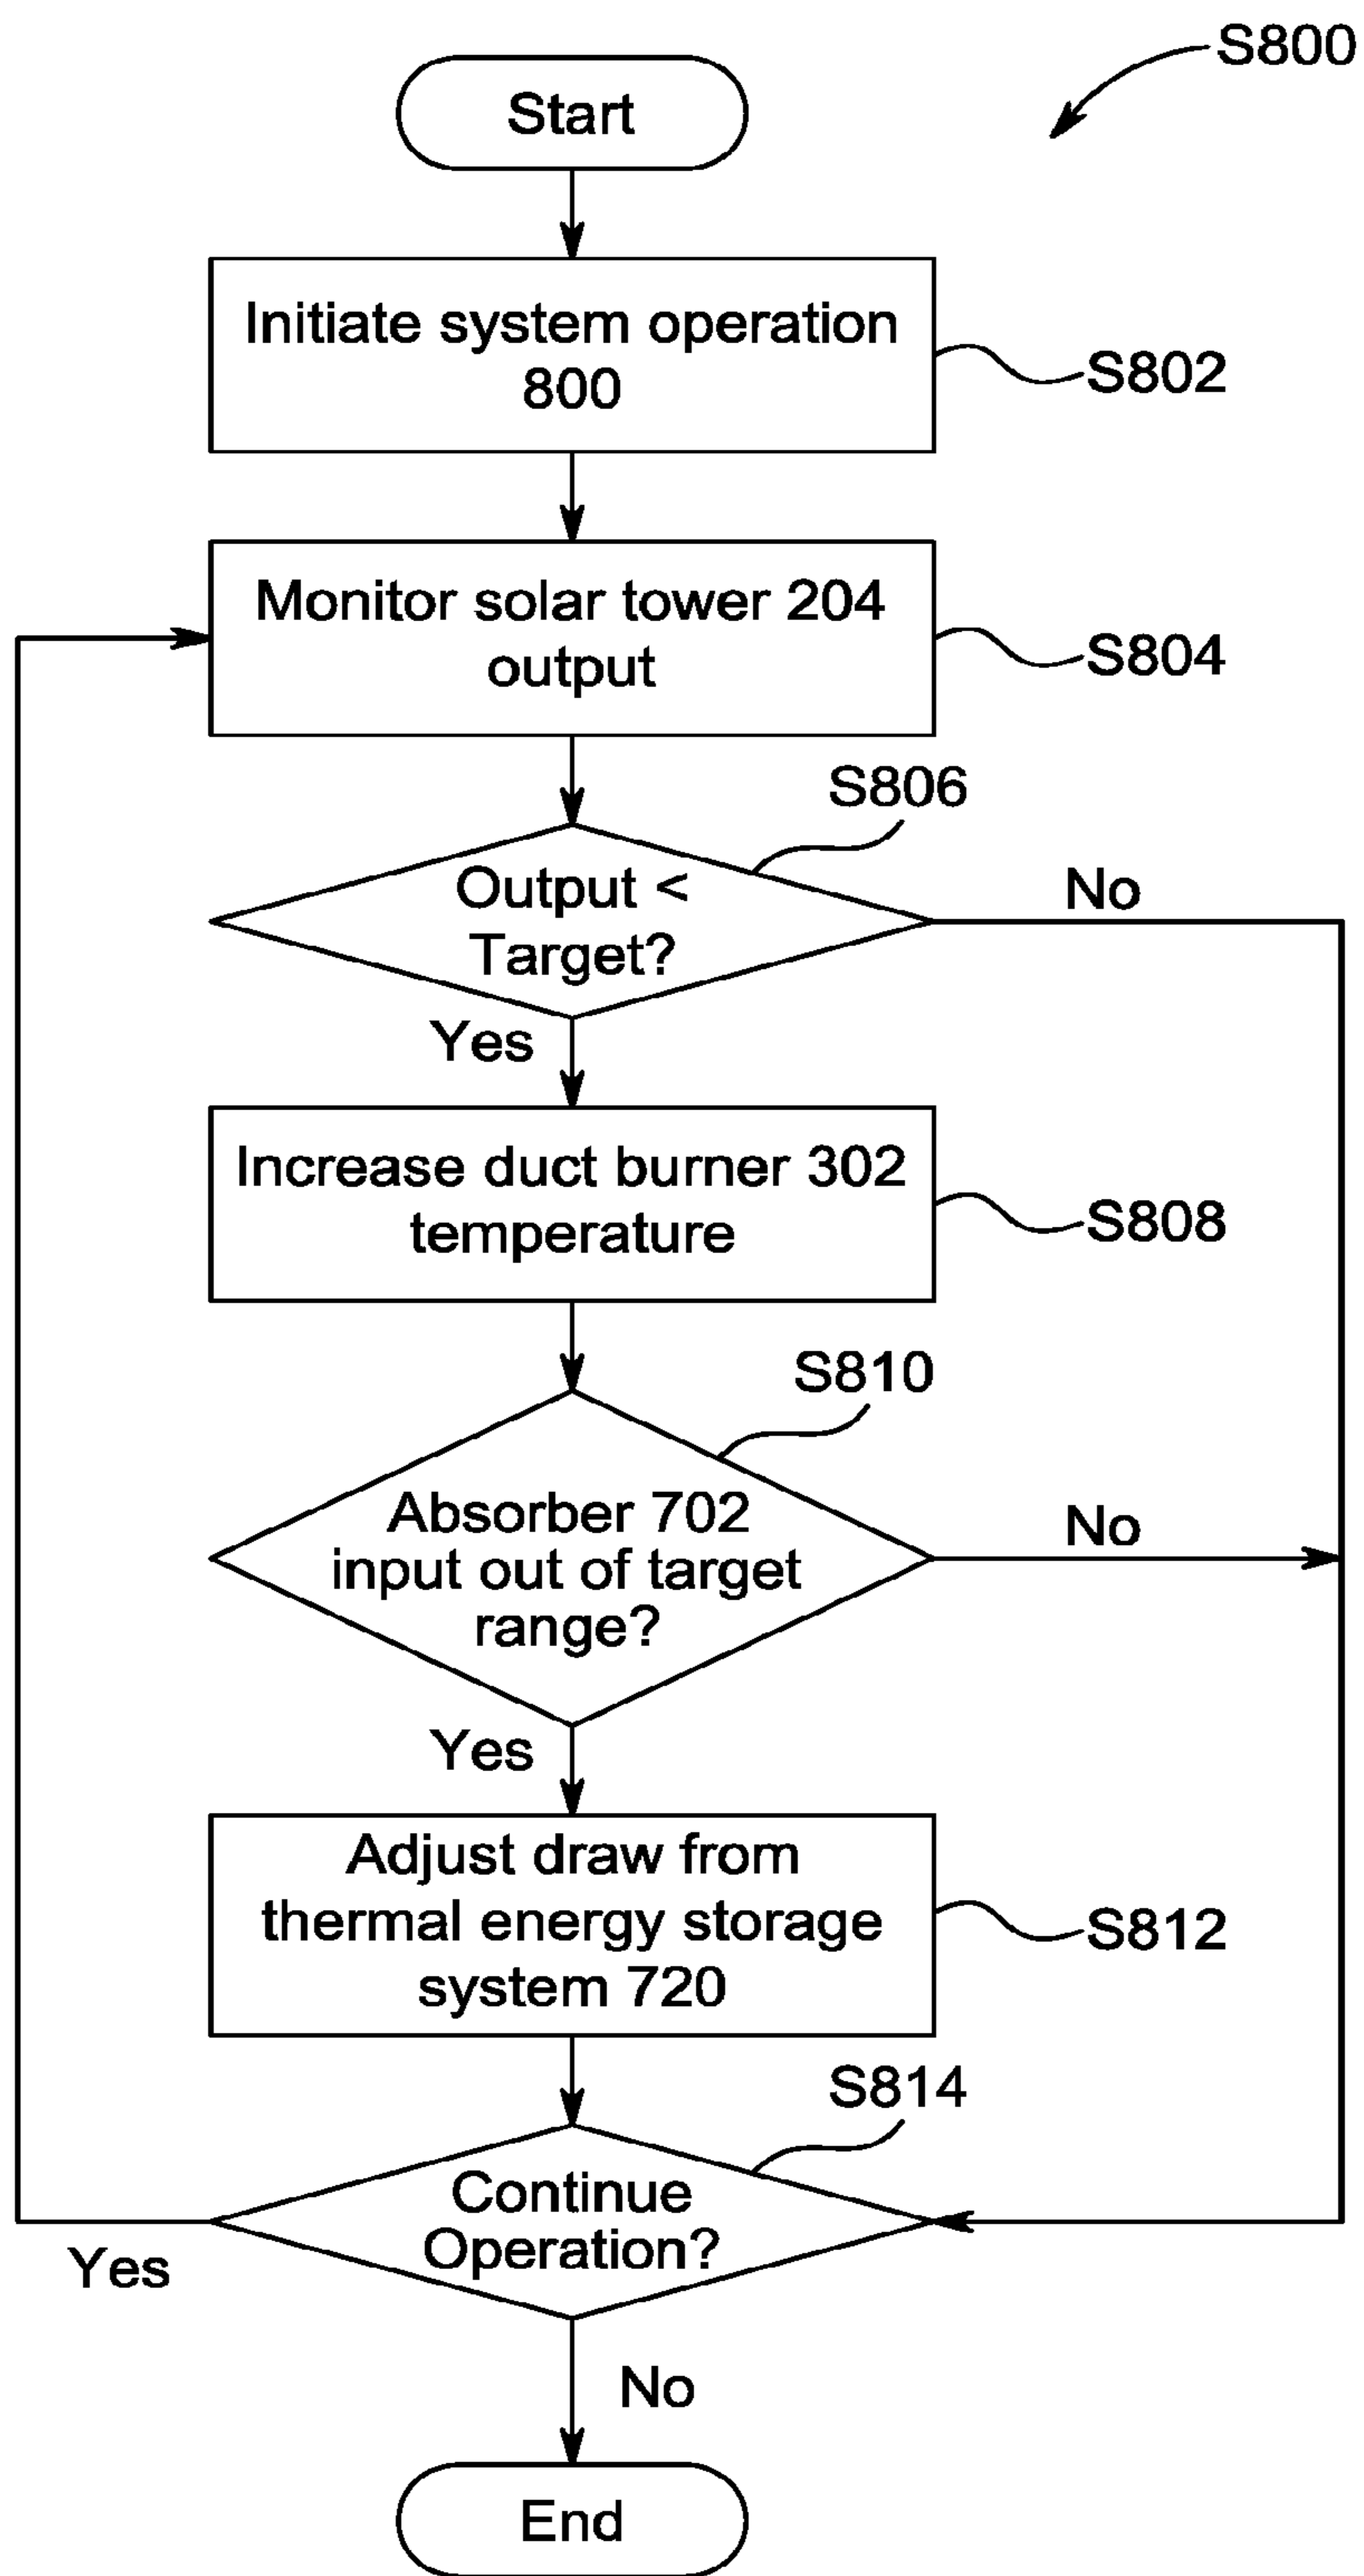 S800
Start
Initiate system operation
800
S802
Monitor solar tower 204
output
S804
S806
Output <
Target?
No
Yes
Increase duct burner 302
temperature
S808
S810
Absorber 702
input out of target
range?
No
Yes
Adjust draw from
thermal energy storage
system 720
S812
S814
Continue
Operation?
Yes
No
End